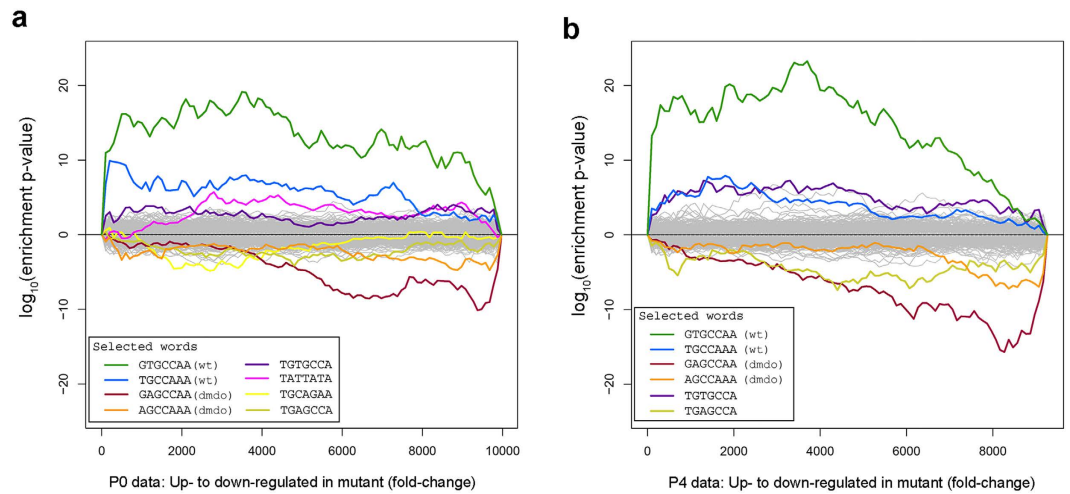 a
log10(enrichment p-value)
20
10
0
−10
−20
Selected words
GTGCCAA(wt)
TGCCAAA(wt)
GAGCCAA(dmdo)
AGCCAAA(dmdo)
TGTGCCA
TATTATA
TGCAGAA
TGAGCCA
0 2000 4000 6000 8000 10000
P0 data: Up- to down-regulated in mutant (fold-change)
b
log10(enrichment p-value)
20
10
0
−10
−20
Selected words
GTGCCAA (wt)
TGCCAAA (wt)
GAGCCAA (dmdo)
AGCCAAA (dmdo)
TGTGCCA
TGAGCCA
0 2000 4000 6000 8000
P4 data: Up- to down-regulated in mutant (fold-change)